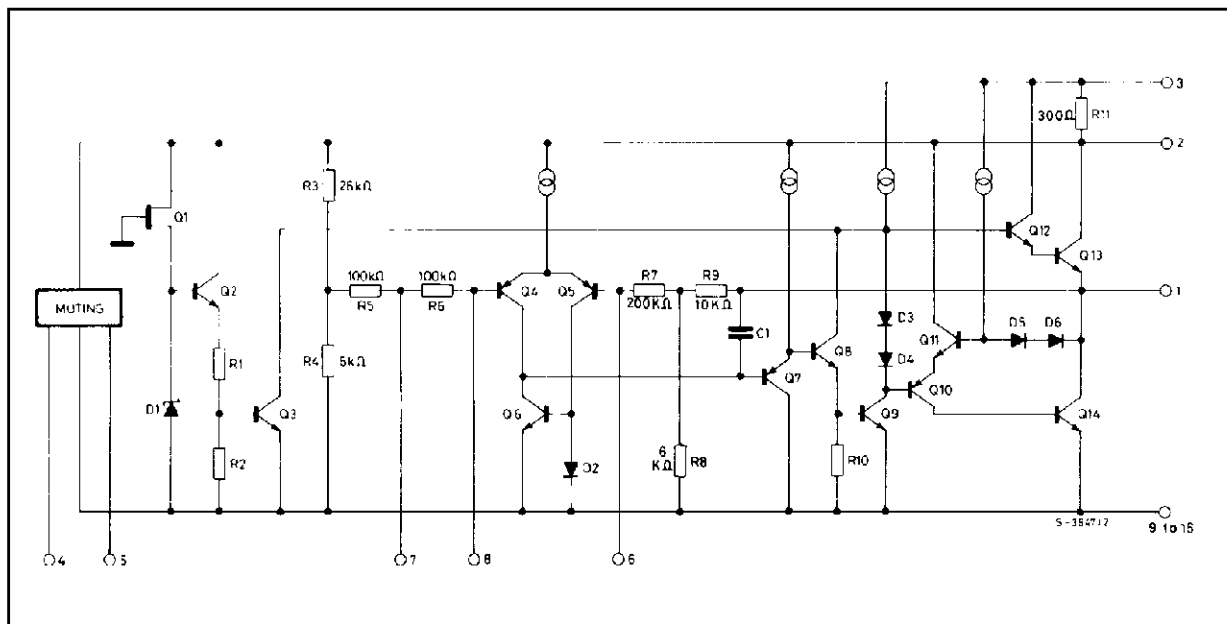 3
300Ω R11
2
R3 26kΩ
Q1
Q12
Q13
100kΩ
R5
100kΩ
R6
Q4
Q5
R7
200KΩ
R9
10KΩ
1
Q2
MUTING
C1
D3
D5
D6
Q11
Q8
R1
R4
5kΩ
Q7
D4
Q10
D1
Q3
Q6
Q9
Q14
R2
6
KΩ
R8
D2
R10
9 to 16
4
5
7
8
6